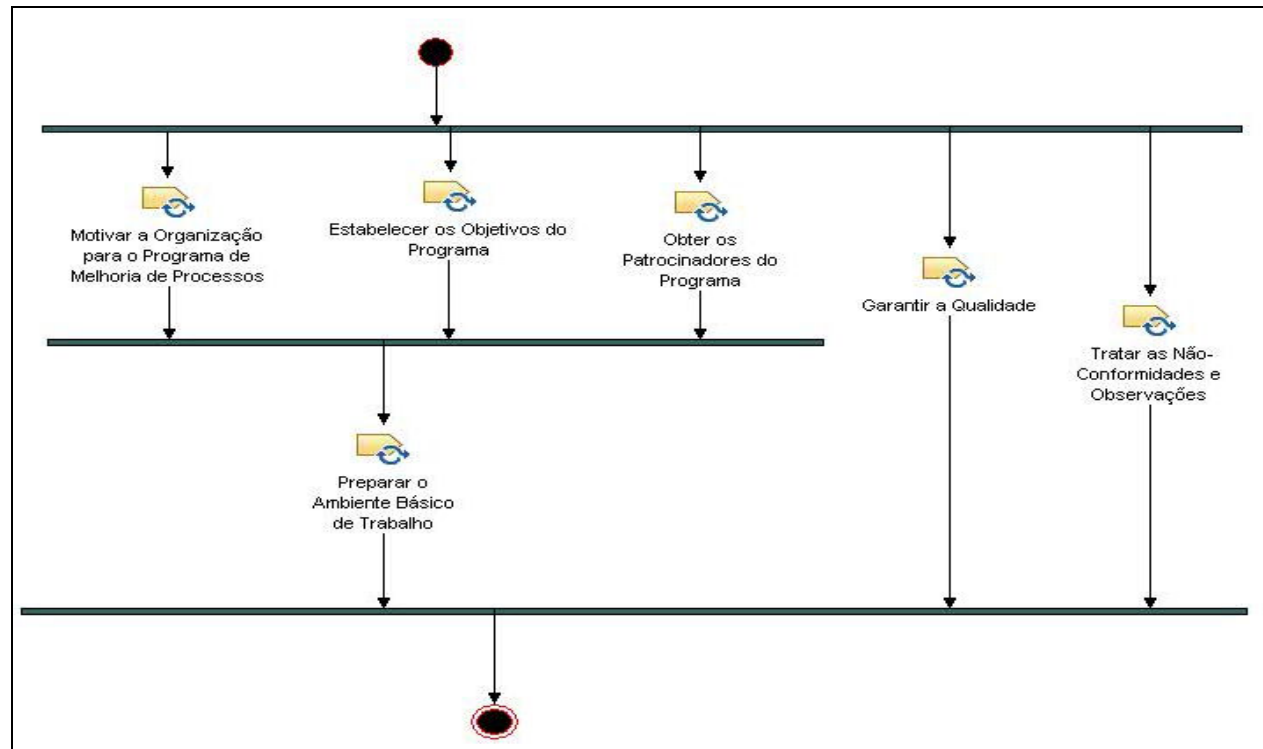 Motivar a Organização
para o Programa de
Melhoria de Processos
Estabelecer os Objetivos do
Programa
Obter os
Patrocinadores do
Programa
Garantir a Qualidade
Tratar as Não-
Conformidades e
Observações
Preparar o
Ambiente Básico
de Trabalho